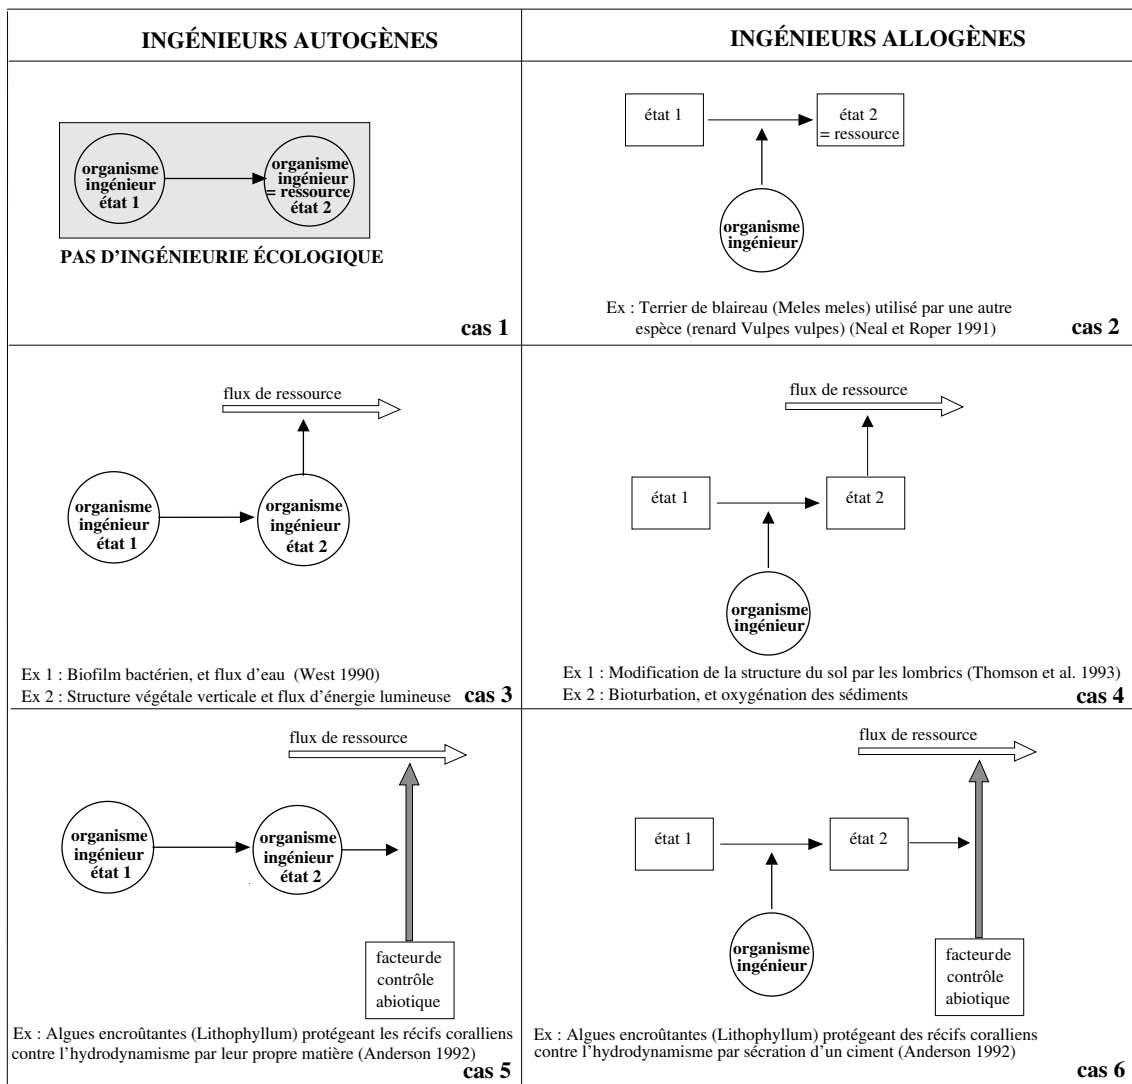 INGÉNIEURS AUTOGÈNES
INGÉNIEURS ALLOGÈNES
organisme
ingénieur
état 1
organisme
ingénieur
= ressource
état 2
PAS D'INGÉNIEURIE ÉCOLOGIQUE
cas 1
état 1
état 2
= ressource
organisme
ingénieur
Ex : Terrier de blaireau (Meles meles) utilisé par une autre
espèce (renard Vulpes vulpes) (Neal et Roper 1991)
cas 2
flux de ressource
organisme
ingénieur
état 1
organisme
ingénieur
état 2
Ex 1 : Biofilm bactérien, et flux d'eau (West 1990)
Ex 2 : Structure végétale verticale et flux d'énergie lumineuse
cas 3
flux de ressource
état 1
état 2
organisme
ingénieur
Ex 1 : Modification de la structure du sol par les lombrics (Thomson et al. 1993)
Ex 2 : Bioturbation, et oxygénation des sédiments
cas 4
flux de ressource
organisme
ingénieur
état 1
organisme
ingénieur
état 2
facteur de
contrôle
abiotique
Ex : Algues encroûtantes (Lithophyllum) protégeant les récifs coralliens
contre l'hydrodynamisme par leur propre matière (Anderson 1992)
cas 5
flux de ressource
état 1
état 2
organisme
ingénieur
facteur de
contrôle
abiotique
Ex : Algues encroûtantes (Lithophyllum) protégeant des récifs coralliens
contre l'hydrodynamisme par sécration d'un ciment (Anderson 1992)
cas 6